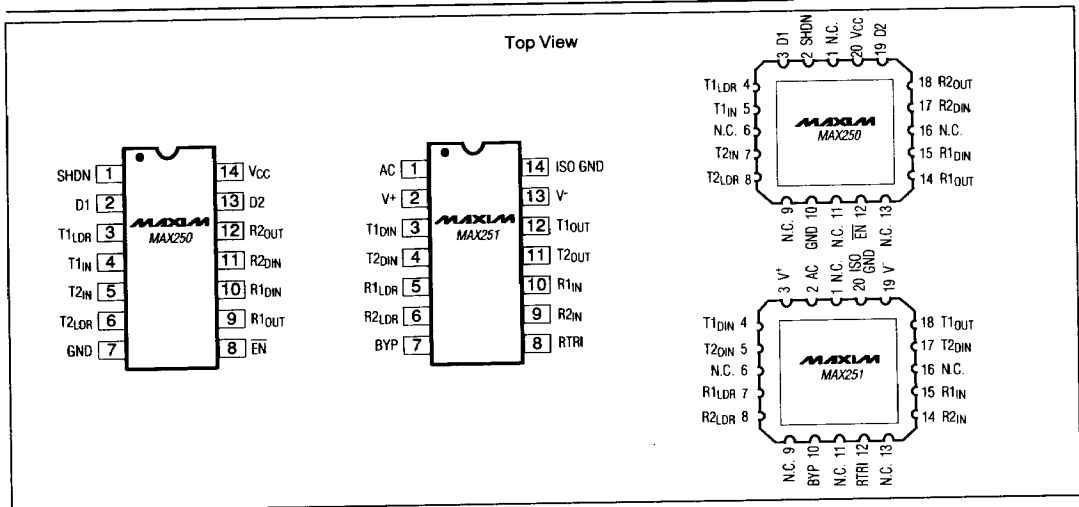 Top View
SHDN 1
D1 2
T1LDR 3
T1IN 4
T2IN 5
T2LDR 6
GND 7
14 VCC
13 D2
12 R2OUT
11 R2DIN
10 R1DIN
9 R1OUT
8 EN
MAXIM
MAX250
AC 1
V+ 2
T1DIN 3
T2DIN 4
R1LDR 5
R2LDR 6
BYP 7
14 ISO GND
13 V-
12 T1OUT
11 T2OUT
10 R1IN
9 R2IN
8 RTRI
MAXIM
MAX251
3 D1
2 SHDN
1 N.C.
20 VCC
19 D2
T1LDR 4
T1IN 5
N.C. 6
T2IN 7
T2LDR 8
18 R2OUT
17 R2DIN
16 N.C.
15 R1DIN
14 R1OUT
MAXIM
MAX250
N.C. 9
GND 10
N.C. 11
EN 12
N.C. 13
3 V+
2 AC
1 N.C.
20 ISO GND
19 V-
T1DIN 4
T2DIN 5
N.C. 6
R1LDR 7
R2LDR 8
18 T1OUT
17 T2DIN
16 N.C.
15 R1IN
14 R2IN
MAXIM
MAX251
N.C. 9
BYP 10
N.C. 11
RTRI 12
N.C. 13